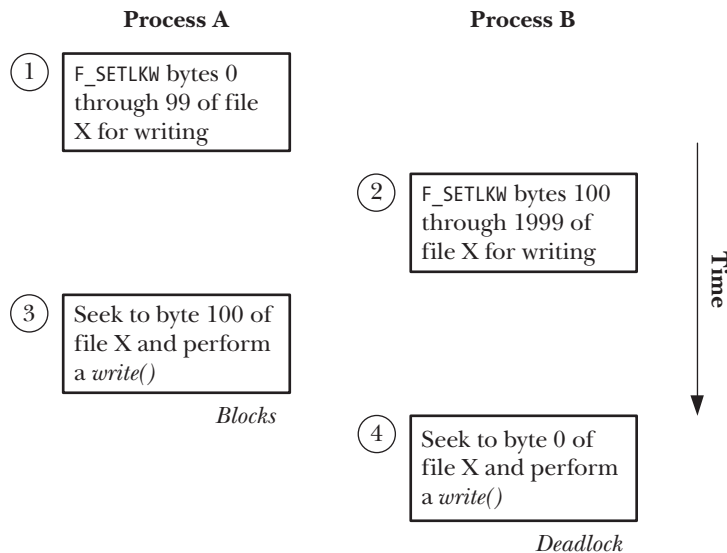 Process A
Process B
1
F_SETLKW bytes 0
through 99 of file
X for writing
2
F_SETLKW bytes 100
through 1999 of
file X for writing
Time
3
Seek to byte 100 of
file X and perform
a write()
Blocks
4
Seek to byte 0 of
file X and perform
a write()
Deadlock